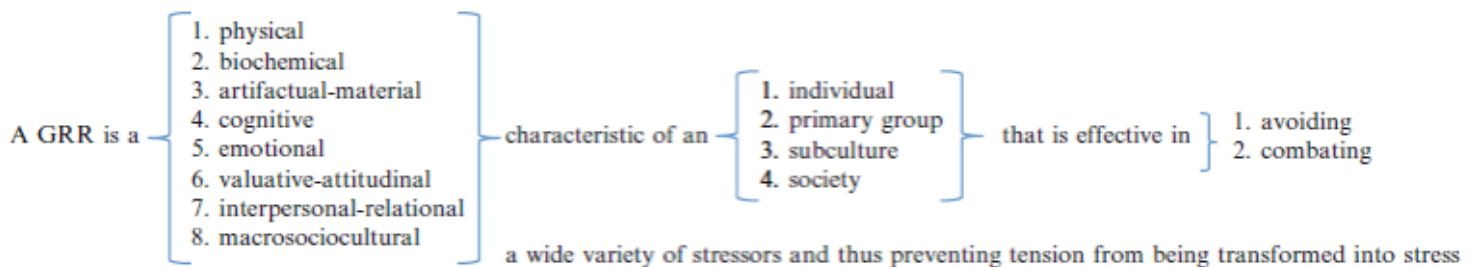 A GRR is a
1. physical
2. biochemical
3. artifactual-material
4. cognitive
5. emotional
6. valuative-attitudinal
7. interpersonal-relational
8. macrosociocultural
characteristic of an
1. individual
2. primary group
3. subculture
4. society
that is effective in
1. avoiding
2. combating
a wide variety of stressors and thus preventing tension from being transformed into stress